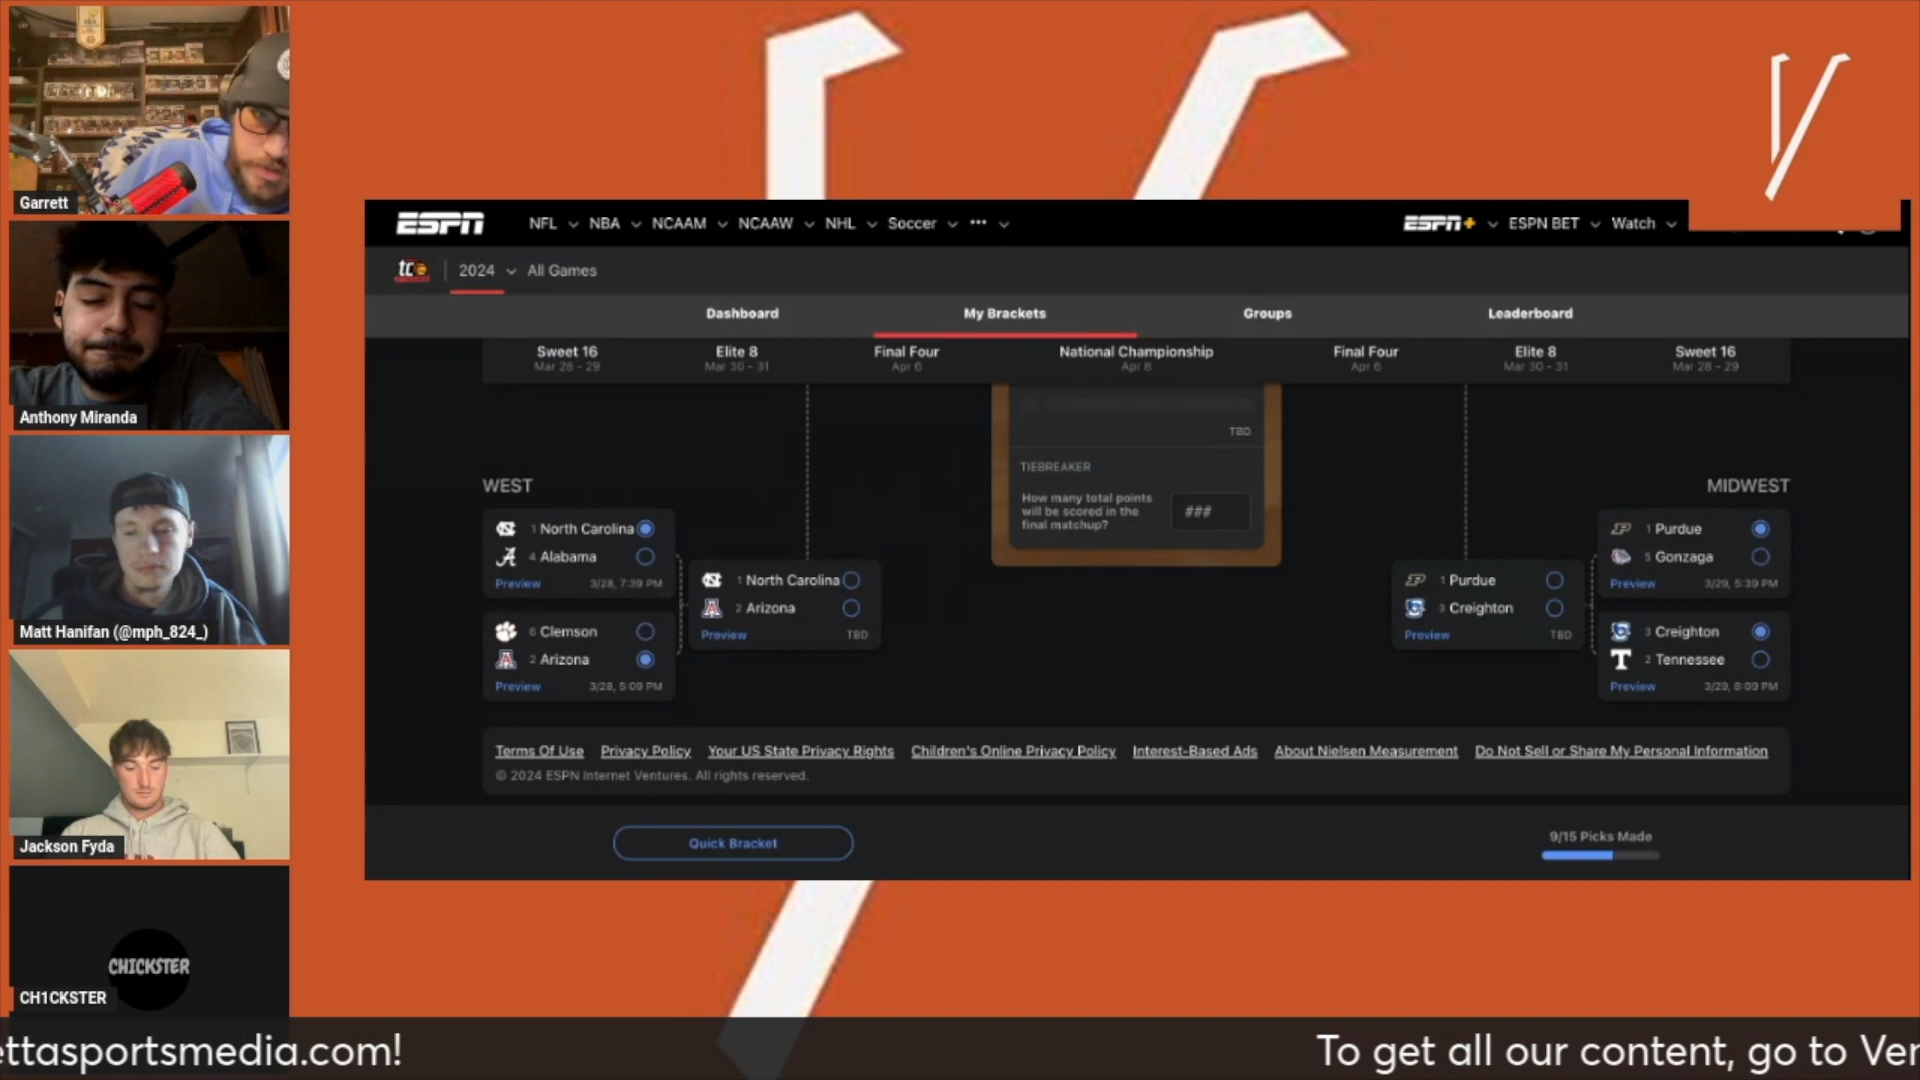 Garrett
Anthony Miranda
Matt Hanifan (@mph_824_)
Jackson Fyda
CHICKSTER
CH1CKSTER
ESPN
NFL
NBA
NCAAM
NCAAW
NHL
Soccer
•••
ESPN+
ESPN BET
Watch
tc
2024
All Games
Dashboard
My Brackets
Groups
Leaderboard
Sweet 16
Mar 28 - 29
Elite 8
Mar 30 - 31
Final Four
Apr 6
National Championship
Apr 8
Final Four
Apr 6
Elite 8
Mar 30 - 31
Sweet 16
Mar 28 - 29
TBD
TIEBREAKER
How many total points
will be scored in the
final matchup?
###
WEST
1 North Carolina
4 Alabama
Preview 3/28, 7:39 PM
6 Clemson
2 Arizona
Preview 3/28, 5:09 PM
1 North Carolina
2 Arizona
Preview TBD
MIDWEST
1 Purdue
5 Gonzaga
Preview 3/29, 5:39 PM
3 Creighton
2 Tennessee
Preview 3/29, 8:09 PM
1 Purdue
3 Creighton
Preview TBD
Terms Of Use Privacy Policy Your US State Privacy Rights Children's Online Privacy Policy Interest-Based Ads About Nielsen Measurement Do Not Sell or Share My Personal Information
© 2024 ESPN Internet Ventures. All rights reserved.
Quick Bracket
9/15 Picks Made
ettasportsmedia.com! To get all our content, go to Ver